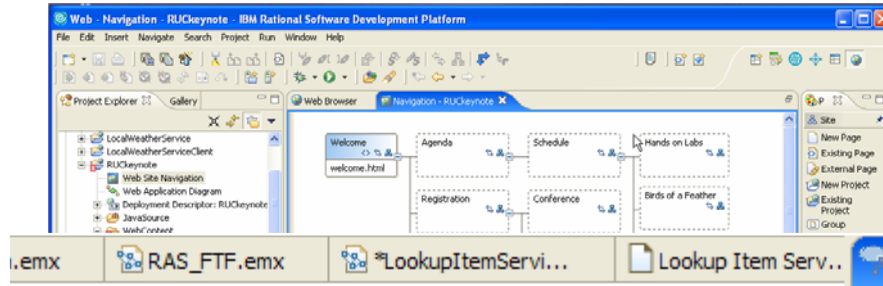 Web - Navigation - RUCkeynote - IBM Rational Software Development Platform
File Edit Insert Navigate Search Project Run Window Help
Project Explorer Gallery
Web Browser Navigation - RUCkeynote
P
LocalWeatherService
LocalWeatherServiceClient
RUCkeynote
Web Site Navigation
Web Application Diagram
Deployment Descriptor: RUCkeynote
JavaSource
WebContent
Welcome Agenda Schedule Hands on Labs
welcome.html
Registration Conference Birds of a Feather
Site
New Page
Existing Page
External Page
New Project
Existing
Project
Group
.emx RAS_FTF.emx *LookupItemServi... Lookup Item Serv..